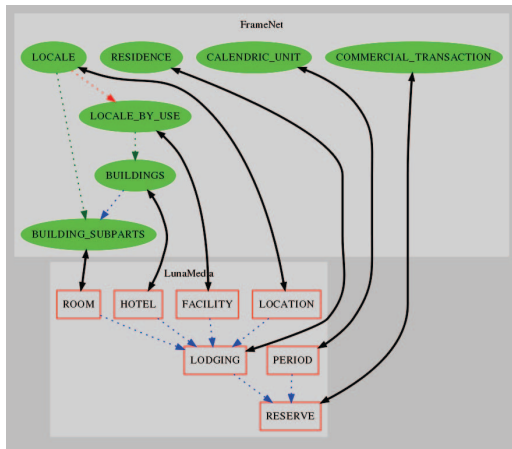 FrameNet
LOCALE RESIDENCE CALENDRIC_UNIT COMMERCIAL_TRANSACTION
LOCALE_BY_USE
BUILDINGS
BUILDING_SUBPARTS
LunaMedia
ROOM HOTEL FACILITY LOCATION
LODGING PERIOD
RESERVE